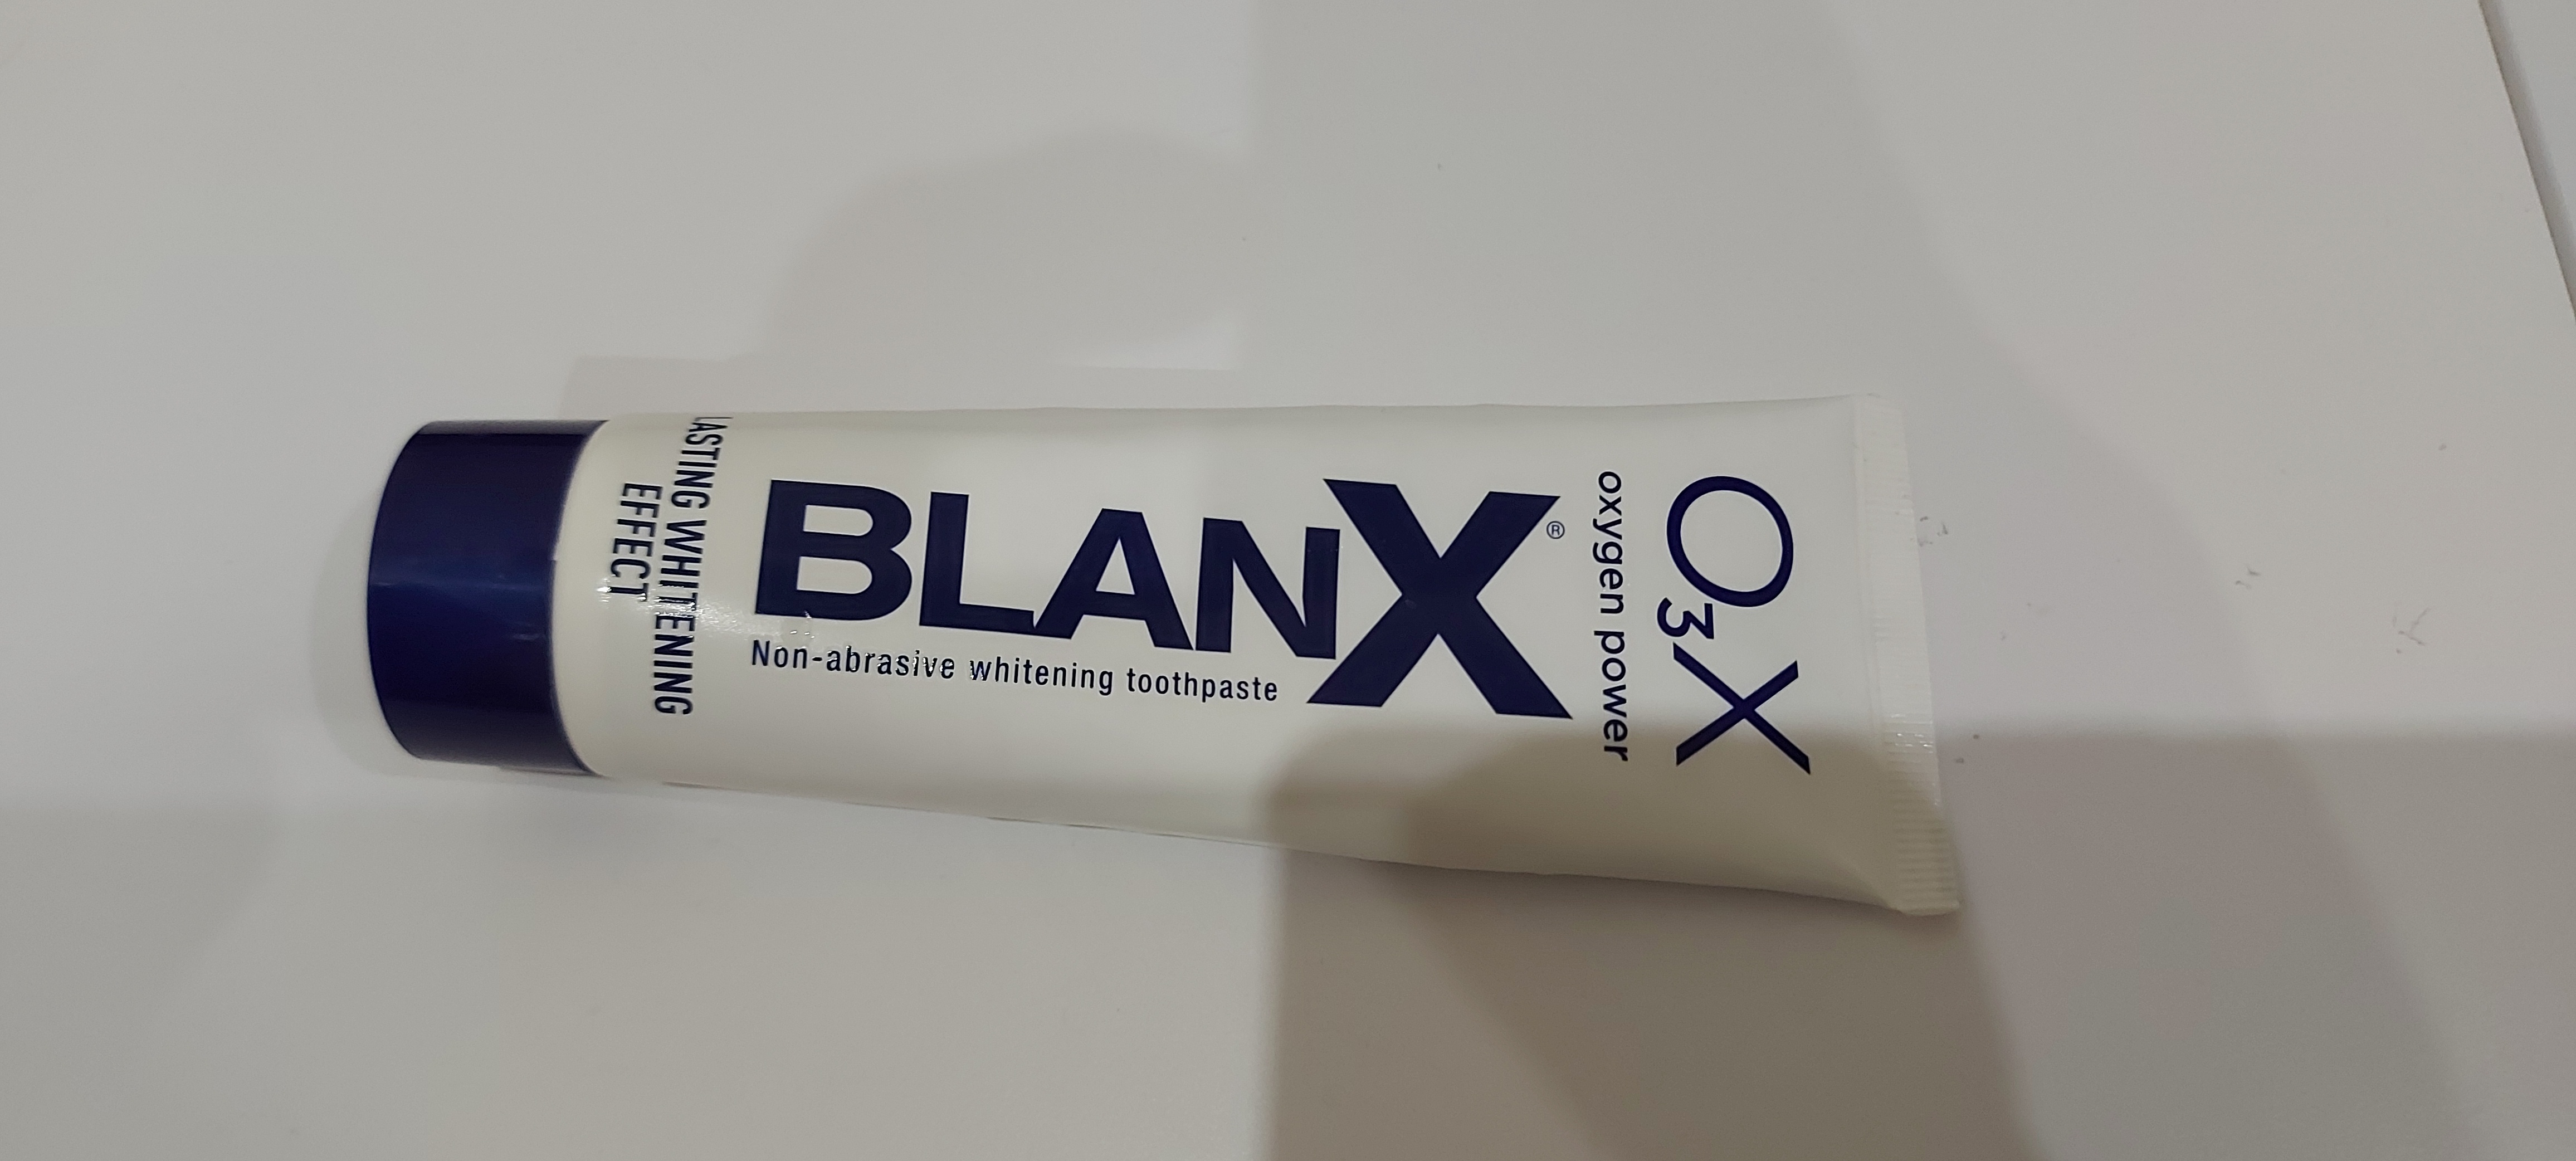 LASTING WHITENING
EFFECT
BLANX®
Non-abrasive whitening toothpaste
O3X
oxygen power